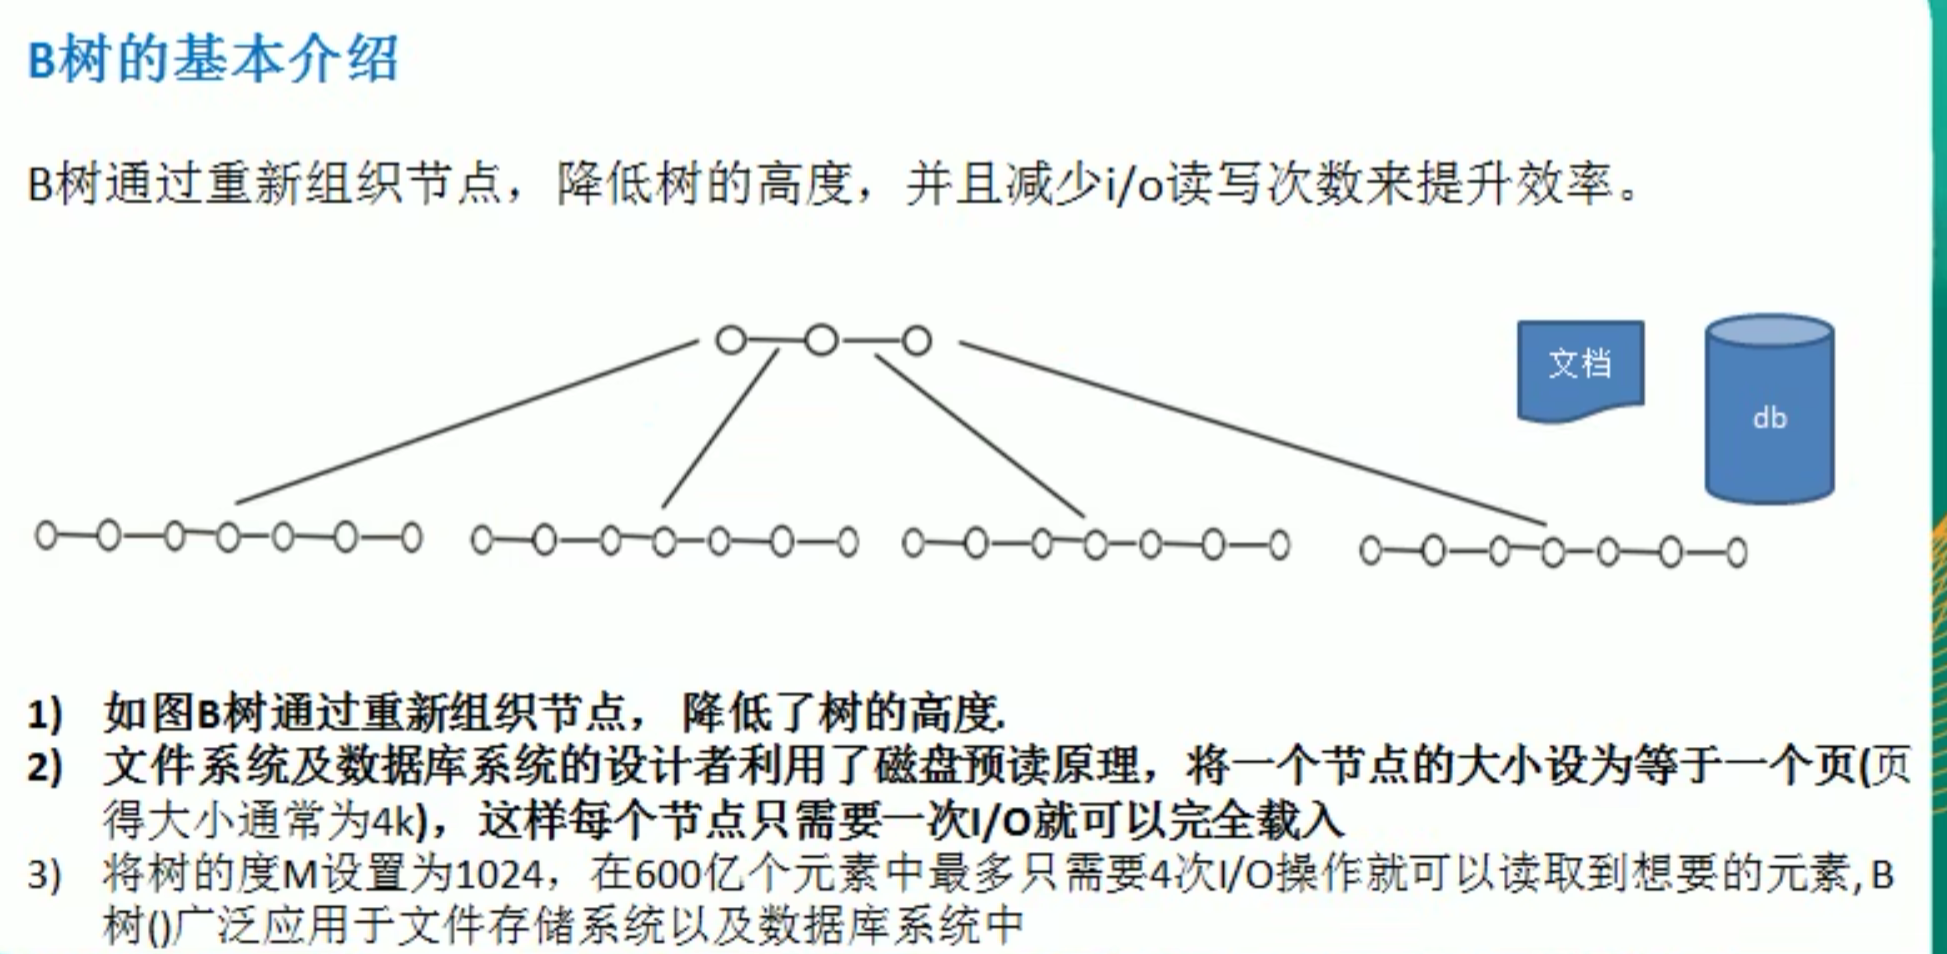 B树的基本介绍
B树通过重新组织节点，降低树的高度，并且减少i/o读写次数来提升效率。
文档
db
1) 如图B树通过重新组织节点， 降低了树的高度.
2) 文件系统及数据库系统的设计者利用了磁盘预读原理，将一个节点的大小设为等于一个页(页
得大小通常为4k)，这样每个节点只需要一次I/O就可以完全载入
3) 将树的度M设置为1024，在600亿个元素中最多只需要4次I/O操作就可以读取到想要的元素,B
树()广泛应用于文件存储系统以及数据库系统中